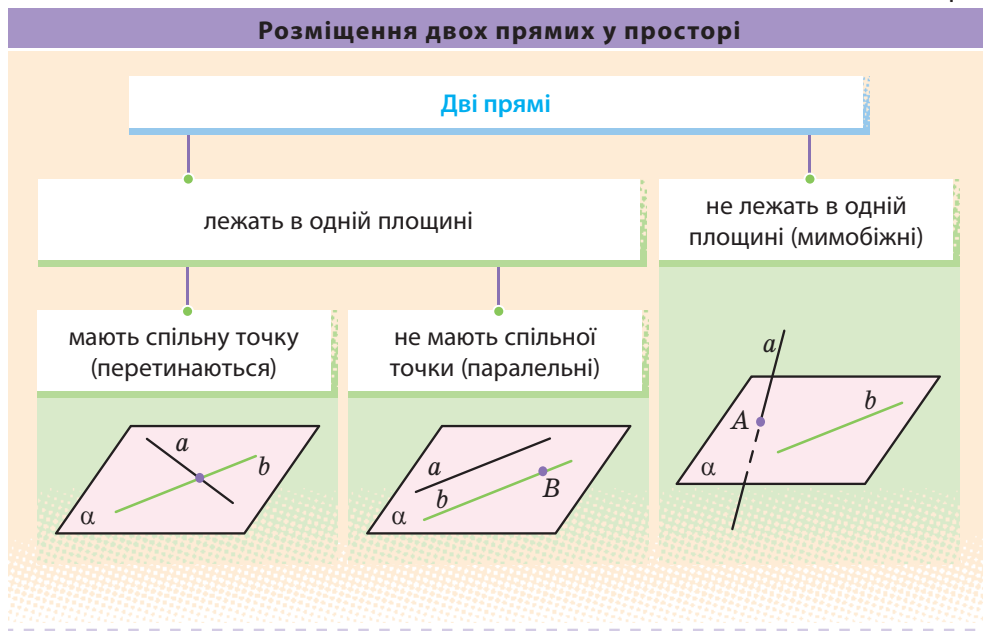 Розміщення двох прямих у просторі
Дві прямі
лежать в одній площині
не лежать в одній
площині (мимобіжні)
мають спільну точку
(перетинаються)
не мають спільної
точки (паралельні)
a
b
α
a
b
B
α
a
A
b
α